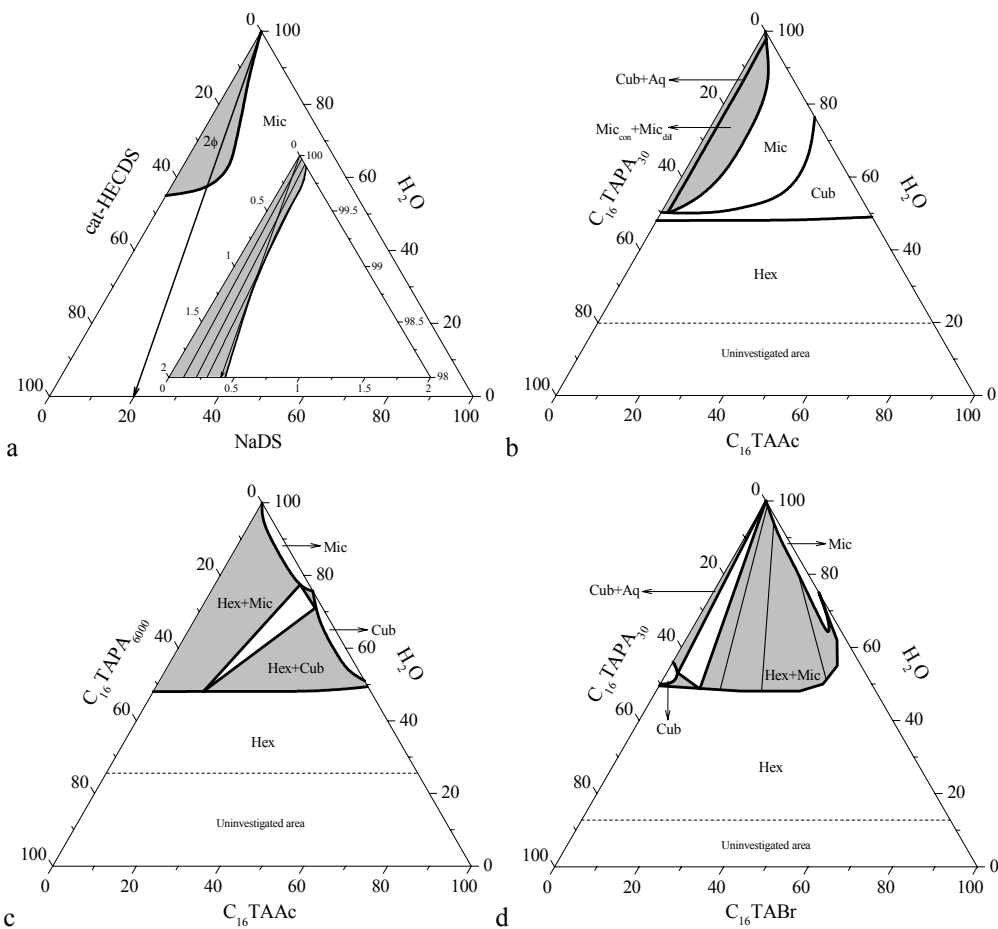 0
100
20
80
Mic
2ϕ
40
60
cat-HECDS
H2O
0
100
0.5
99.5
60
40
1
99
80
1.5
98.5
20
2
98
0
0.5
1
1.5
2
100
0
0
20
40
60
80
100
NaDS
a
0
100
Cub+Aq
20
80
Miccon+Micdil
Mic
40
60
C16TAPA30
H2O
Cub
60
40
Hex
80
20
Uninvestigated area
100
0
0
20
40
60
80
100
C16TAAc
b
0
100
Mic
20
80
Hex+Mic
Cub
40
60
C16TAPA6000
H2O
Hex+Cub
60
40
Hex
80
20
Uninvestigated area
100
0
0
20
40
60
80
100
C16TAAc
c
0
100
Mic
20
80
Cub+Aq
40
60
C16TAPA30
H2O
Hex+Mic
60
Cub
40
Hex
80
20
Uninvestigated area
100
0
0
20
40
60
80
100
C16TABr
d